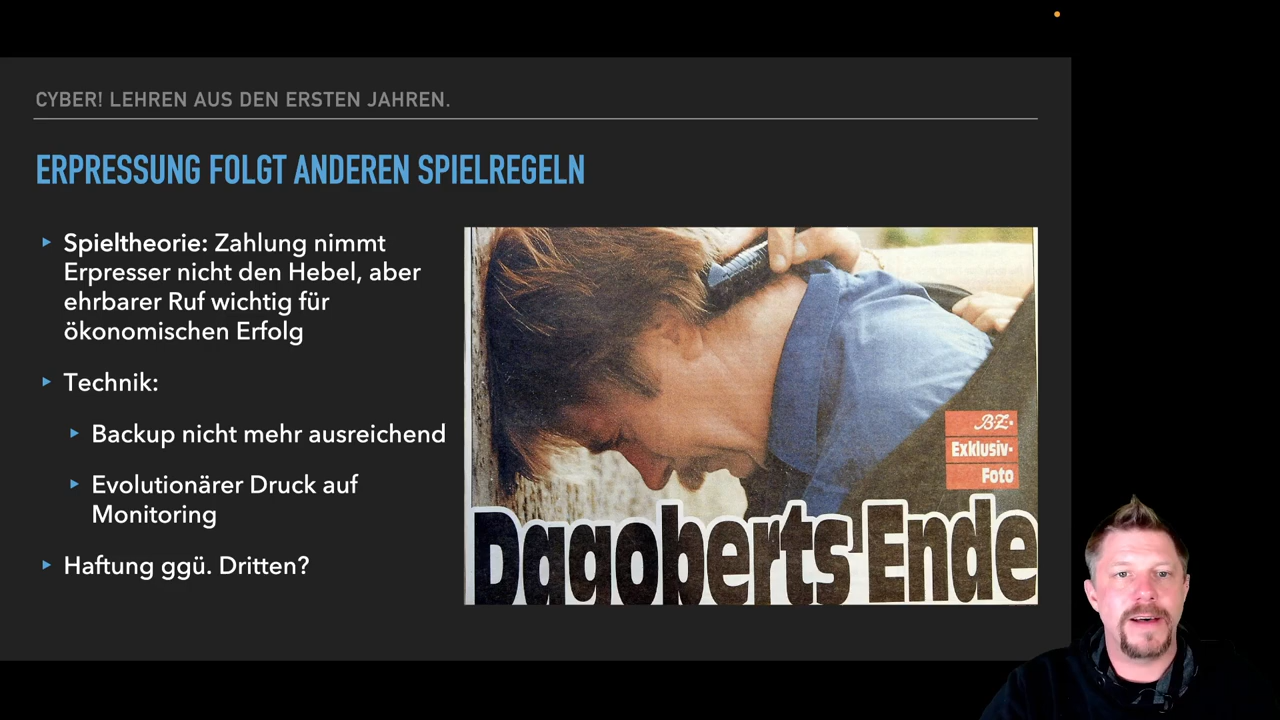 CYBER! LEHREN AUS DEN ERSTEN JAHREN.
ERPRESSUNG FOLGT ANDEREN SPIELREGELN
Spieltheorie: Zahlung nimmt
Erpresser nicht den Hebel, aber
ehrbarer Ruf wichtig für
ökonomischen Erfolg
Technik:
Backup nicht mehr ausreichend
Evolutionärer Druck auf
Monitoring
Haftung ggü. Dritten?
B.Z.-
Exklusiv-
Foto
Dagoberts Ende